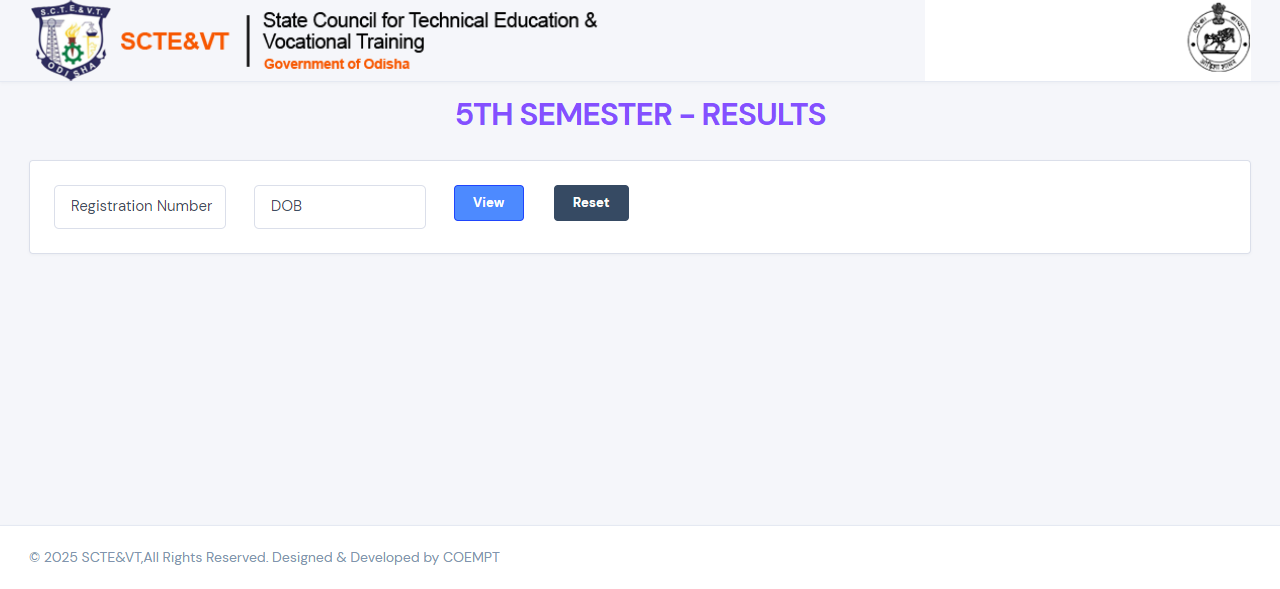 S.C.T.E.& V.T.
ODISHA
SCTE&VT
State Council for Technical Education &
Vocational Training
Government of Odisha
5TH SEMESTER - RESULTS
Registration Number
DOB
View
Reset
© 2025 SCTE&VT,All Rights Reserved. Designed & Developed by COEMPT